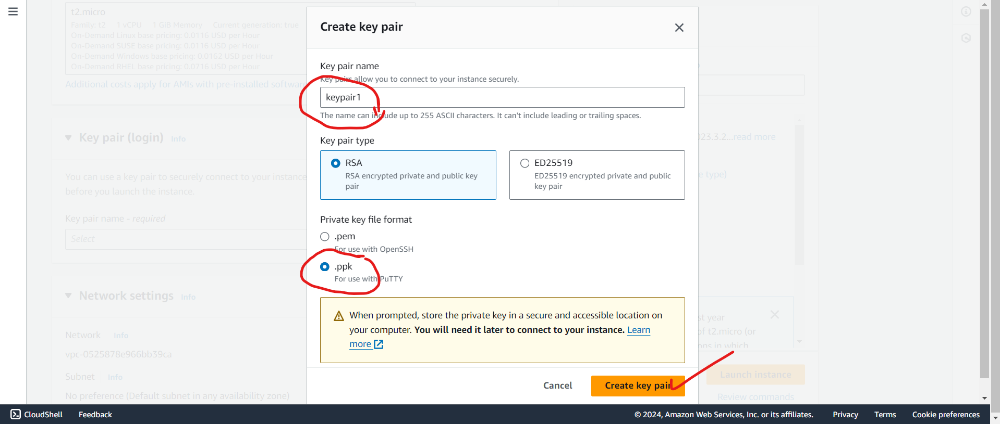 t2.micro
Family: t2 1 vCPU 1 GiB Memory Current generation: true
On-Demand Linux base pricing: 0.0116 USD per Hour
On-Demand SUSE base pricing: 0.0116 USD per Hour
On-Demand Windows base pricing: 0.0162 USD per Hour
On-Demand RHEL base pricing: 0.0716 USD per Hour
Additional costs apply for AMIs with pre-installed software
Key pair (login) Info
You can use a key pair to securely connect to your instance
before you launch the instance.
Key pair name - required
Select
Network settings Info
Network Info
vpc-0525878e966bb39ca
Subnet Info
No preference (Default subnet in any availability zone)
Create key pair
Key pair name
Key pairs allow you to connect to your instance securely.
keypair1
The name can include up to 255 ASCII characters. It can't include leading or trailing spaces.
Key pair type
RSA
RSA encrypted private and public key
pair
ED25519
ED25519 encrypted private and public
key pair
Private key file format
.pem
For use with OpenSSH
.ppk
For use with PuTTY
When prompted, store the private key in a secure and accessible location on
your computer. You will need it later to connect to your instance. Learn
more
Cancel
Create key pair
023.3.2...read more
e type)
st year
of t2.micro (or
ons in which
Launch instance
Review commands
CloudShell Feedback
© 2024, Amazon Web Services, Inc. or its affiliates. Privacy Terms Cookie preferences